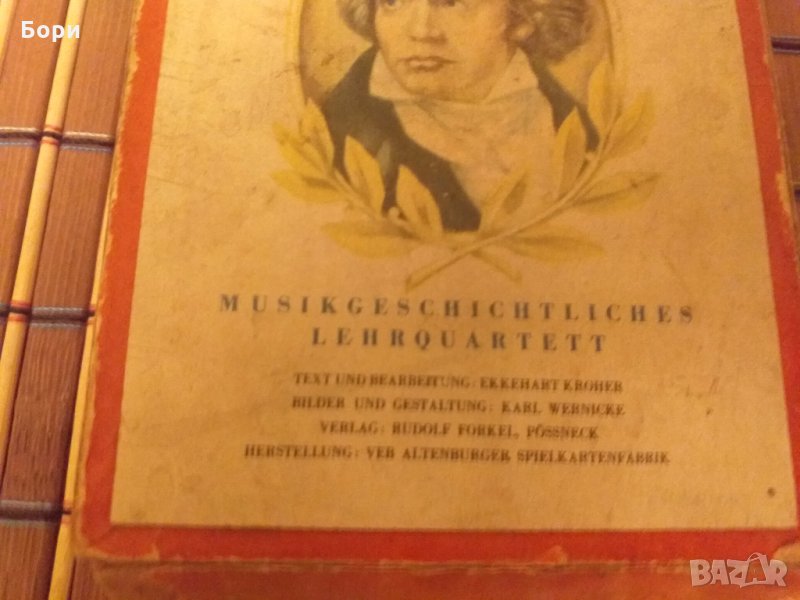 Бори
MUSIKGESCHICHTLICHES
LEHRQUARTETT
TEXT UND BEARBEITUNG: EKKEHART KROHER
BILDER UND GESTALTUNG: KARL WERNICKE
VERLAG: RUDOLF FORKEL, PÖSSNECK
HERSTELLUNG: VEB ALTENBURGER SPIELKARTENFABRIK
BAZAR